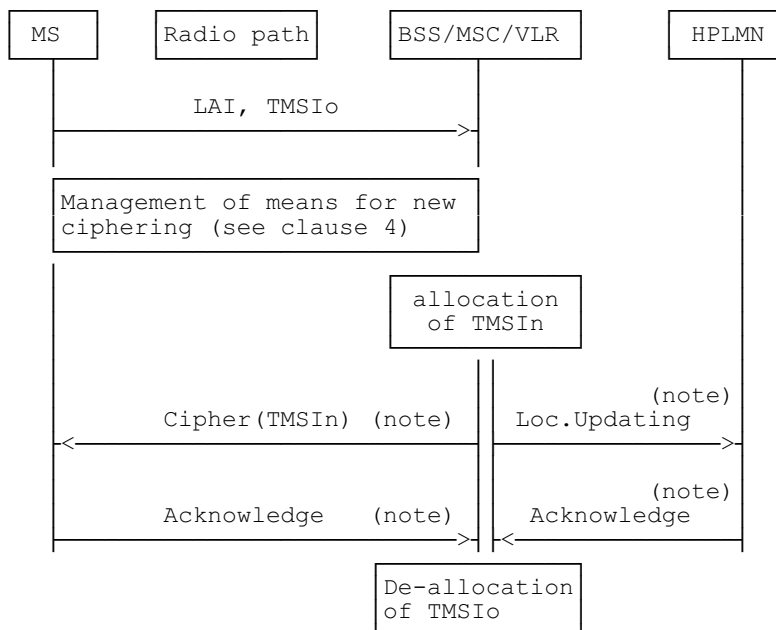 MS
Radio path
BSS/MSC/VLR
HPLMN
LAI, TMSIo
Management of means for new
ciphering (see clause 4)
allocation
of TMSIn
(note)
Cipher(TMSIn) (note)
Loc.Updating
(note)
Acknowledge (note)
Acknowledge
De-allocation
of TMSIo